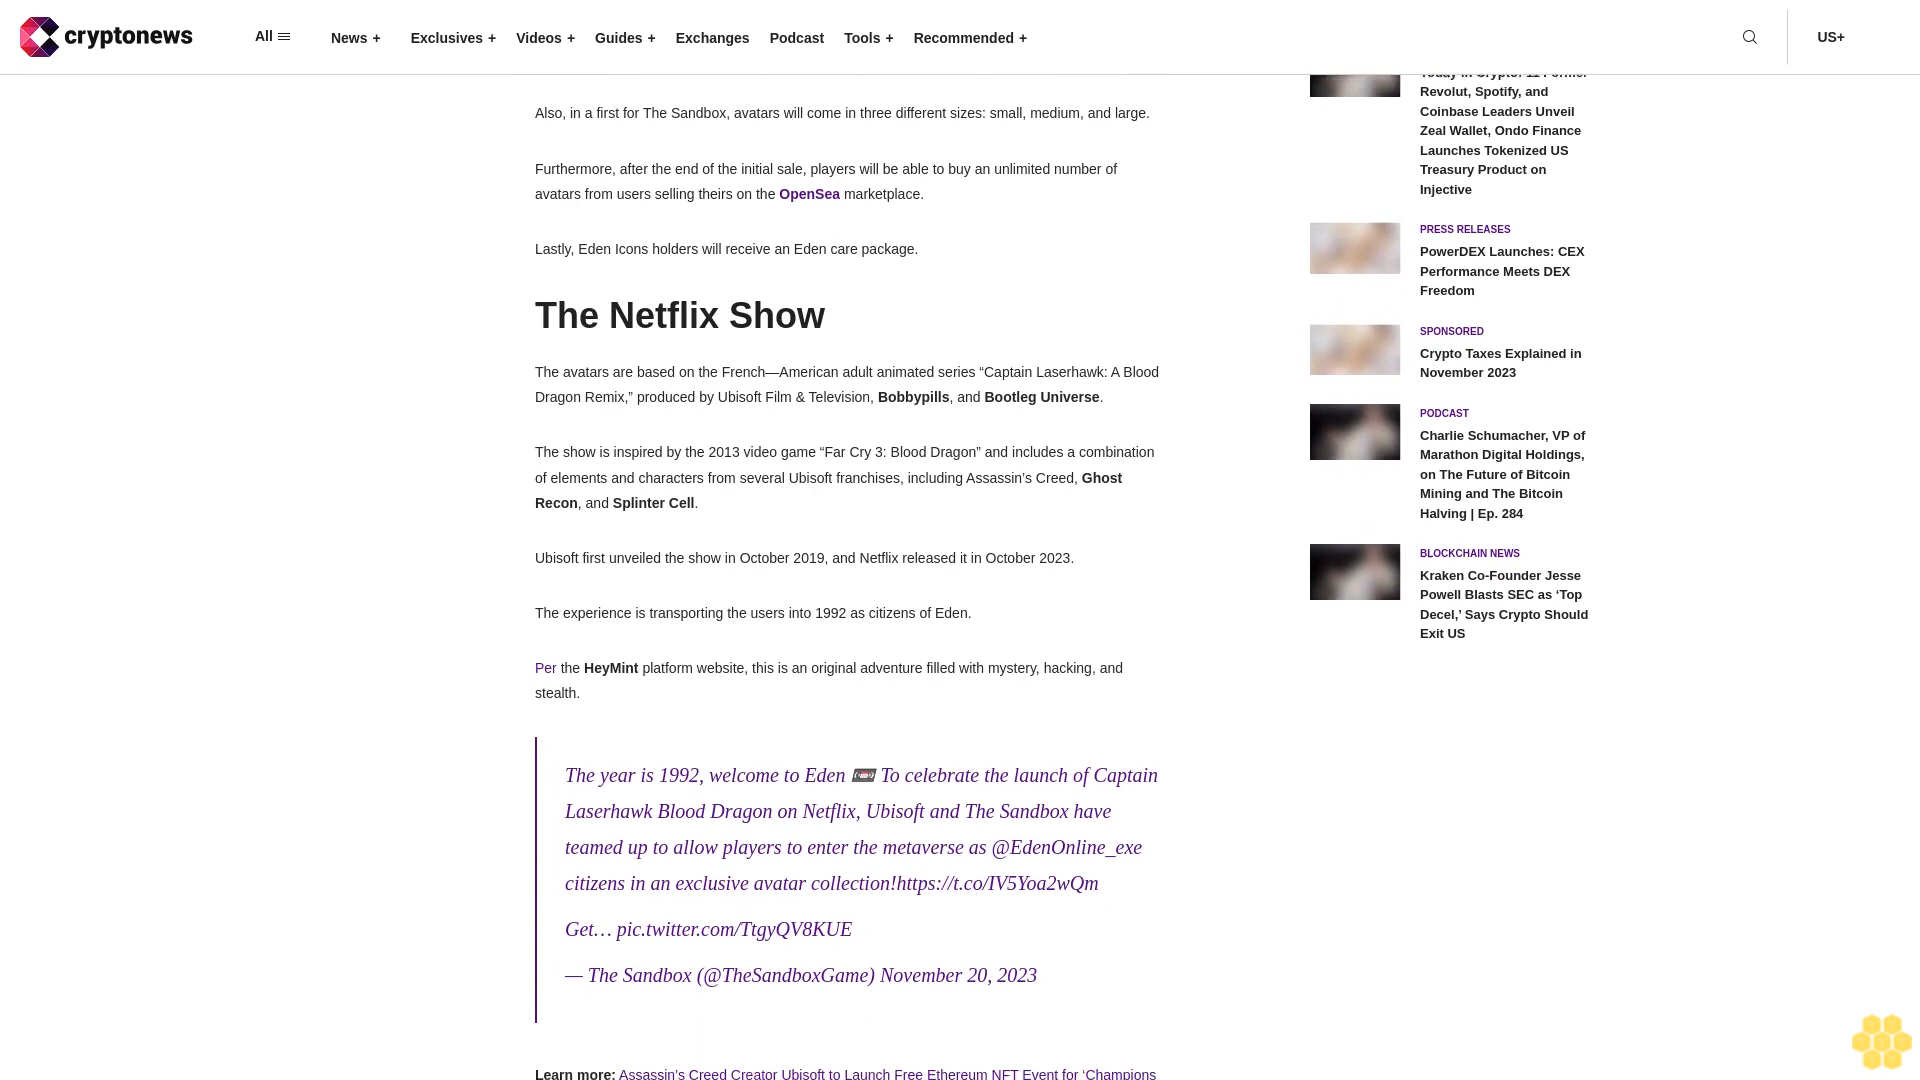 cryptonews
All
News +
Exclusives +
Videos +
Guides +
Exchanges
Podcast
Tools +
Recommended +
US+
Also, in a first for The Sandbox, avatars will come in three different sizes: small, medium, and large.
Furthermore, after the end of the initial sale, players will be able to buy an unlimited number of
avatars from users selling theirs on the OpenSea marketplace.
Lastly, Eden Icons holders will receive an Eden care package.
The Netflix Show
The avatars are based on the French—American adult animated series “Captain Laserhawk: A Blood
Dragon Remix,” produced by Ubisoft Film & Television, Bobbypills, and Bootleg Universe.
The show is inspired by the 2013 video game “Far Cry 3: Blood Dragon” and includes a combination
of elements and characters from several Ubisoft franchises, including Assassin’s Creed, Ghost
Recon, and Splinter Cell.
Ubisoft first unveiled the show in October 2019, and Netflix released it in October 2023.
The experience is transporting the users into 1992 as citizens of Eden.
Per the HeyMint platform website, this is an original adventure filled with mystery, hacking, and
stealth.
The year is 1992, welcome to Eden 📼 To celebrate the launch of Captain
Laserhawk Blood Dragon on Netflix, Ubisoft and The Sandbox have
teamed up to allow players to enter the metaverse as @EdenOnline_exe
citizens in an exclusive avatar collection!https://t.co/IV5Yoa2wQm
Get… pic.twitter.com/TtgyQV8KUE
— The Sandbox (@TheSandboxGame) November 20, 2023
Learn more: Assassin’s Creed Creator Ubisoft to Launch Free Ethereum NFT Event for ‘Champions
Today in Crypto: 11 Former
Revolut, Spotify, and
Coinbase Leaders Unveil
Zeal Wallet, Ondo Finance
Launches Tokenized US
Treasury Product on
Injective
PRESS RELEASES
PowerDEX Launches: CEX
Performance Meets DEX
Freedom
SPONSORED
Crypto Taxes Explained in
November 2023
PODCAST
Charlie Schumacher, VP of
Marathon Digital Holdings,
on The Future of Bitcoin
Mining and The Bitcoin
Halving | Ep. 284
BLOCKCHAIN NEWS
Kraken Co-Founder Jesse
Powell Blasts SEC as ‘Top
Decel,’ Says Crypto Should
Exit US